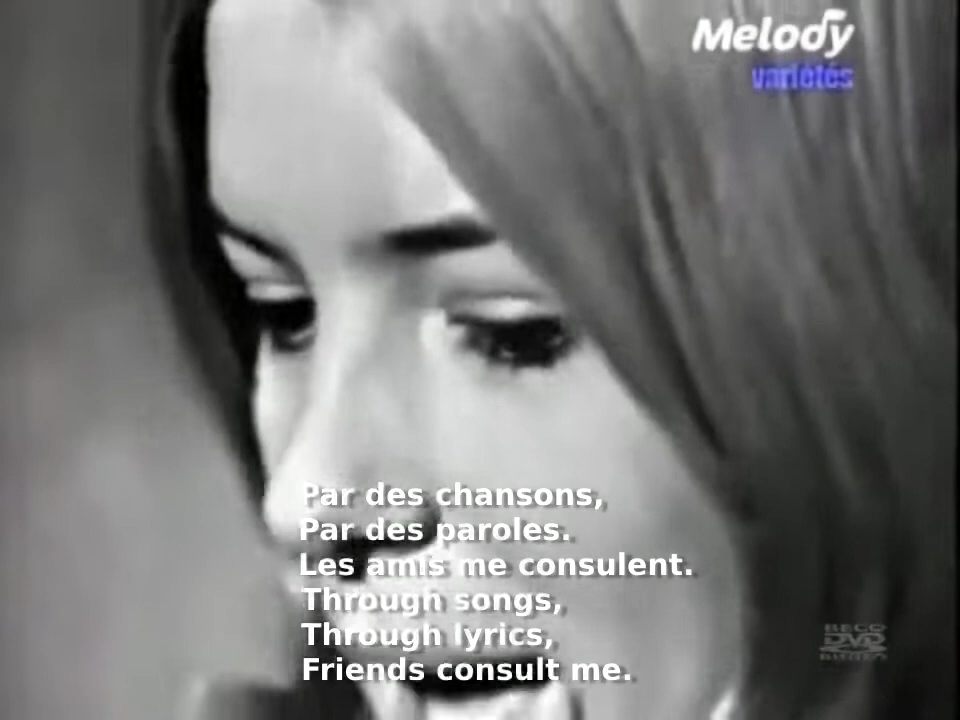 Melody
variétés
Par des chansons,
Par des paroles.
Les amis me consulent.
Through songs,
Through lyrics,
Friends consult me.
DVD